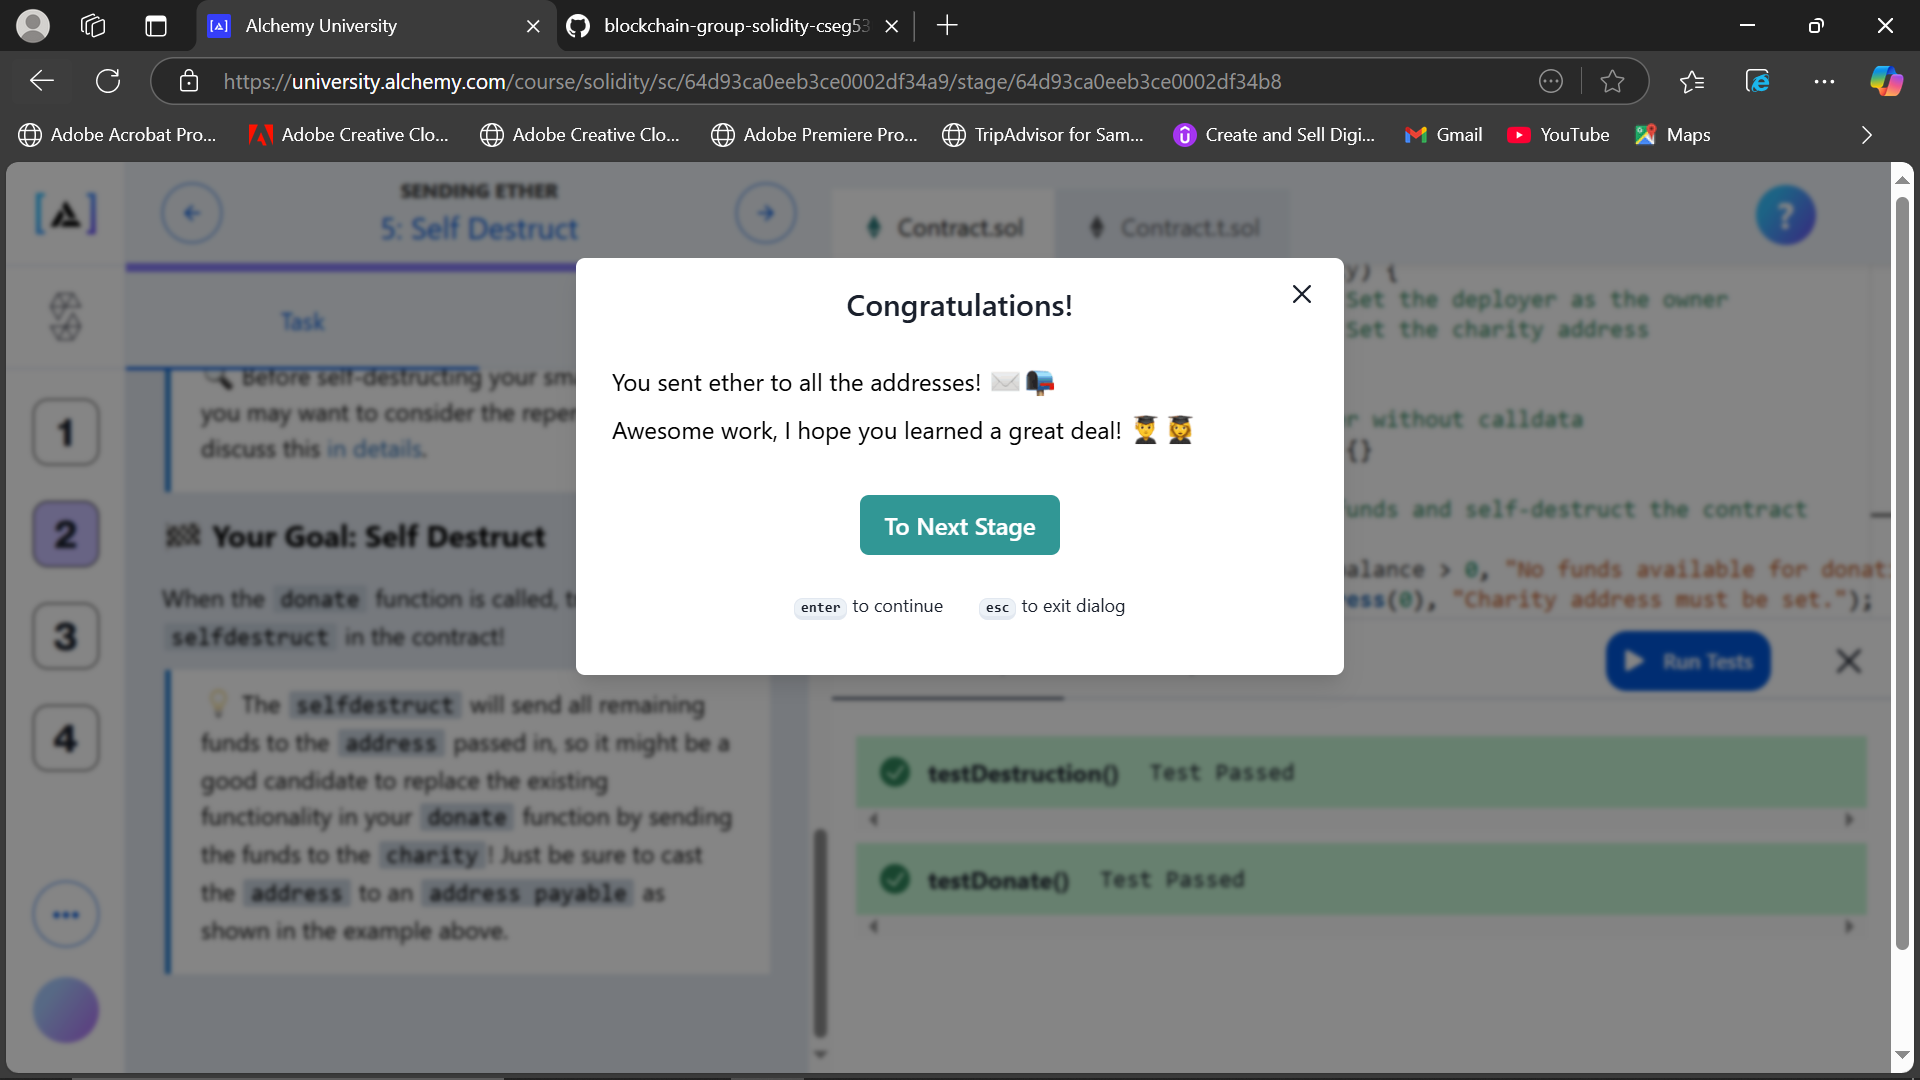 Alchemy University
blockchain-group-solidity-cseg53
https://university.alchemy.com/course/solidity/sc/64d93ca0eeb3ce0002df34a9/stage/64d93ca0eeb3ce0002df34b8
Adobe Acrobat Pro...
Adobe Creative Clo...
Adobe Creative Clo...
Adobe Premiere Pro...
TripAdvisor for Sam...
Create and Sell Digi...
Gmail
YouTube
Maps
SENDING ETHER
5: Self Destruct
Contract.sol
Contract.t.sol
?
Task
1
2
3
4
Before self-destructing your sm
you may want to consider the reper
discuss this in details.
Your Goal: Self Destruct
When the donate function is called, t
selfdestruct in the contract!
The selfdestruct will send all remaining
funds to the address passed in, so it might be a
good candidate to replace the existing
functionality in your donate function by sending
the funds to the charity! Just be sure to cast
the address to an address payable as
shown in the example above.
Congratulations!
You sent ether to all the addresses! ✉️ 📭
Awesome work, I hope you learned a great deal! 👨‍🎓 👩‍🎓
To Next Stage
enter to continue esc to exit dialog
y) {
Set the deployer as the owner
Set the charity address
r without calldata
{}
unds and self-destruct the contract
alance > 0, "No funds available for donat
ess(0), "Charity address must be set.");
Run Tests
testDestruction() Test Passed
testDonate() Test Passed